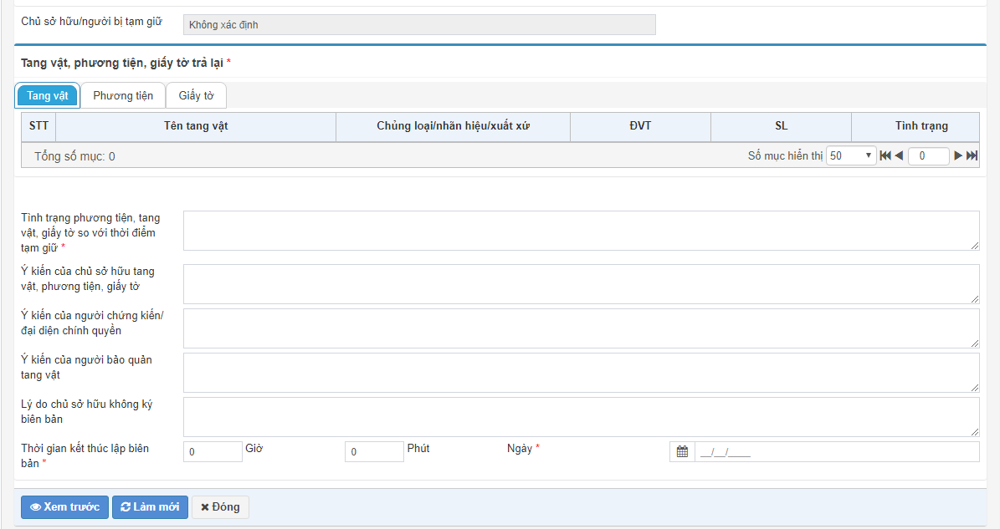 Chủ sở hữu/người bị tạm giữ
Không xác định
Tang vật, phương tiện, giấy tờ trả lại *
Tang vật
Phương tiện
Giấy tờ
STT
Tên tang vật
Chủng loại/nhãn hiệu/xuất xứ
ĐVT
SL
Tình trạng
Tổng số mục: 0
Số mục hiển thị
50
0
Tình trạng phương tiện, tang
vật, giấy tờ so với thời điểm
tạm giữ *
Ý kiến của chủ sở hữu tang
vật, phương tiện, giấy tờ
Ý kiến của người chứng kiến/
đại diện chính quyền
Ý kiến của người bảo quản
tang vật
Lý do chủ sở hữu không ký
biên bản
Thời gian kết thúc lập biên
bản *
0
Giờ
0
Phút
Ngày *
__/__/____
Xem trước
Làm mới
Đóng